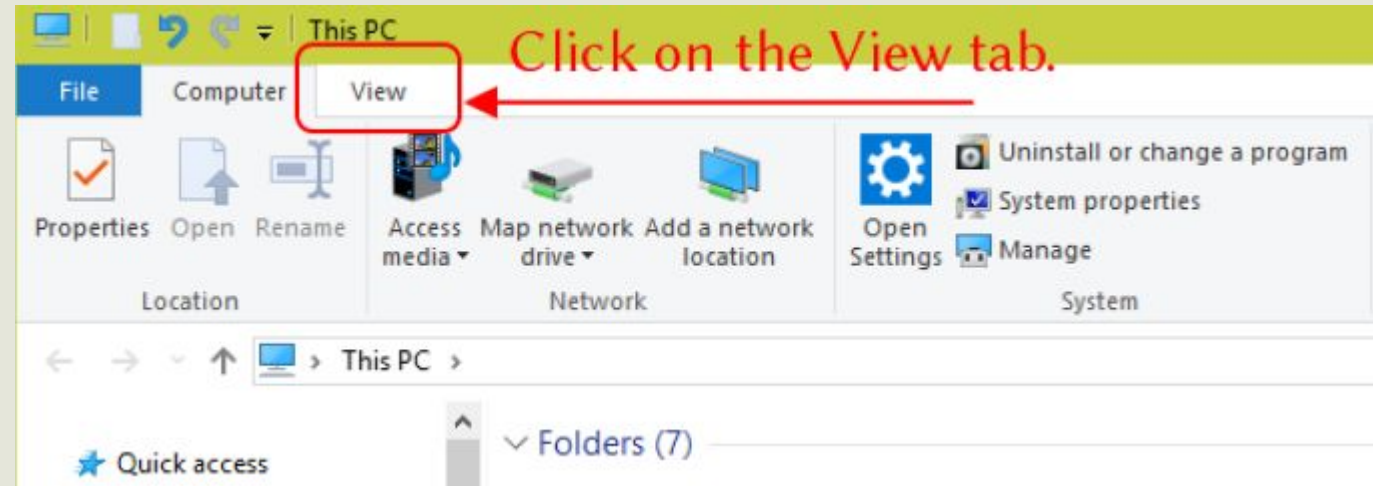 This PC
Click on the View tab.
File Computer View
Properties Open Rename
Access media
Map network drive
Add a network location
Open Settings
Uninstall or change a program
System properties
Manage
Location Network System
This PC
Folders (7)
Quick access